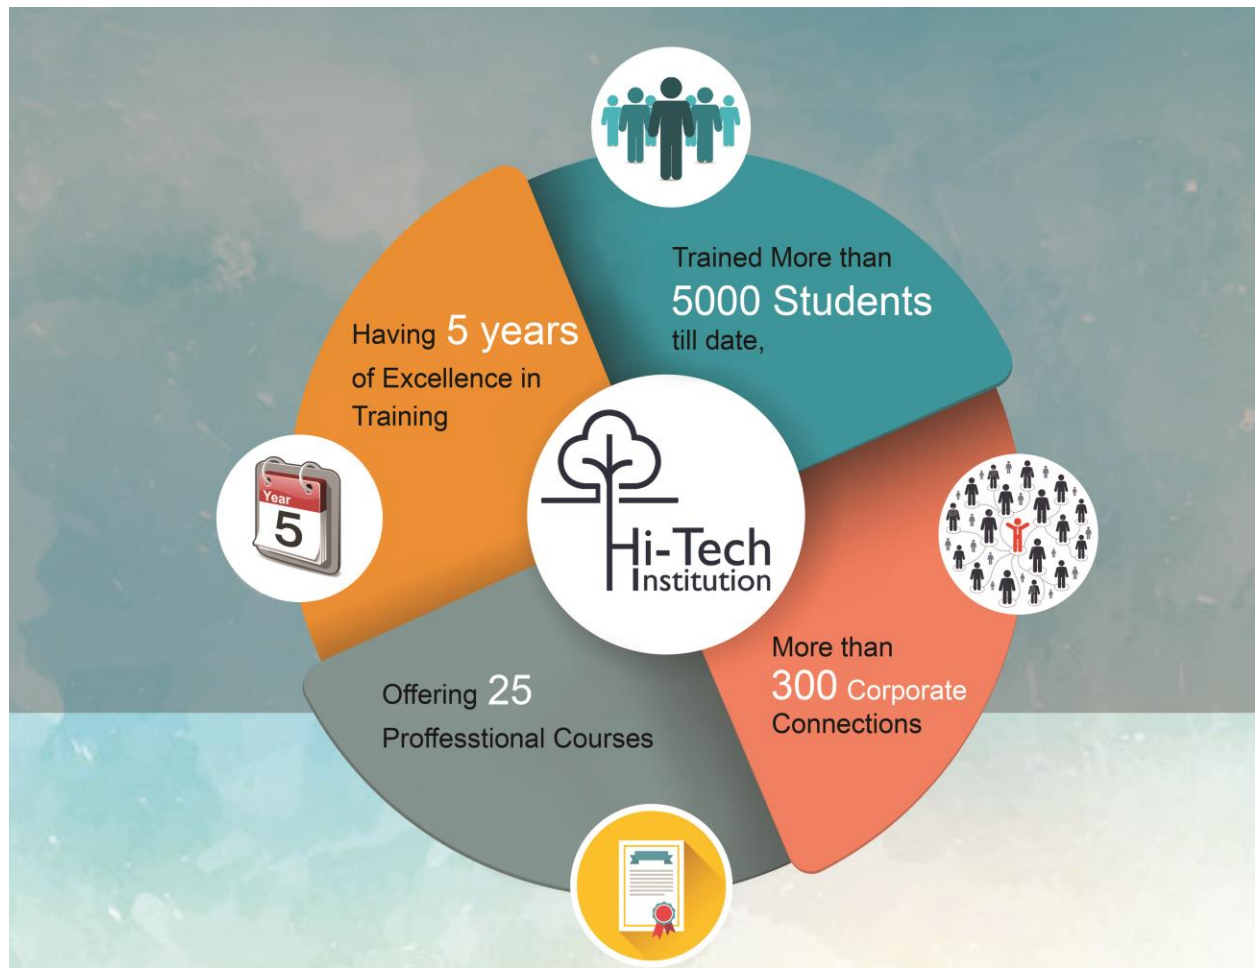 Trained More than
5000 Students
till date,
Having 5 years
of Excellence in
Training
Year
5
Hi-Tech
Institution
More than
300 Corporate
Connections
Offering 25
Proffesstional Courses